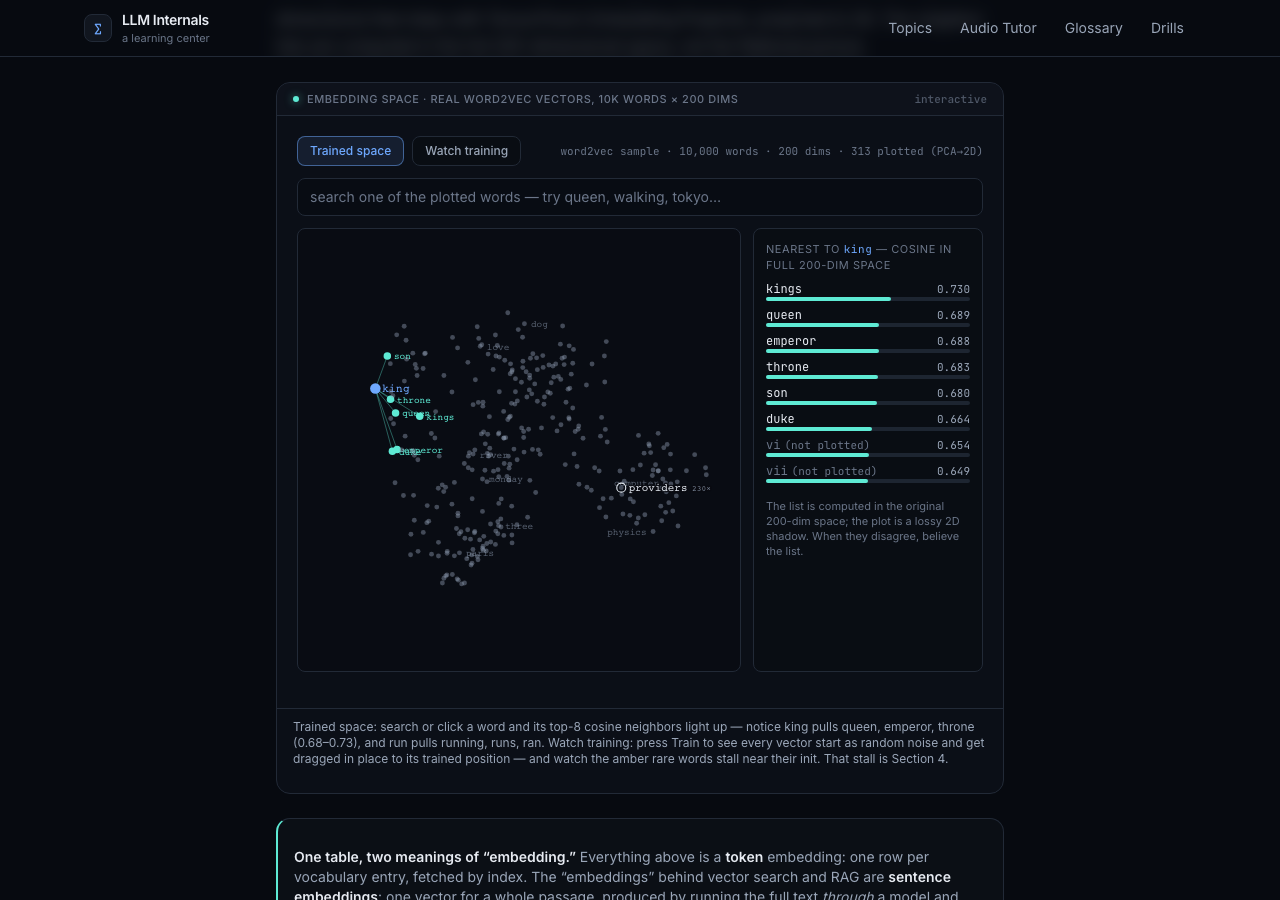 Σ
LLM Internals
a learning center
Topics
Audio Tutor
Glossary
Drills
EMBEDDING SPACE · REAL WORD2VEC VECTORS, 10K WORDS × 200 DIMS
interactive
Trained space
Watch training
word2vec sample · 10,000 words · 200 dims · 313 plotted (PCA→2D)
search one of the plotted words — try queen, walking, tokyo…
dog
love
son
king
throne
queen
kings
emperor
duke
river
monday
computer
providers 230×
three
physics
paris
NEAREST TO king — COSINE IN
FULL 200-DIM SPACE
kings 0.730
queen 0.689
emperor 0.688
throne 0.683
son 0.680
duke 0.664
vi (not plotted) 0.654
vii (not plotted) 0.649
The list is computed in the original
200-dim space; the plot is a lossy 2D
shadow. When they disagree, believe
the list.
Trained space: search or click a word and its top-8 cosine neighbors light up — notice king pulls queen, emperor, throne
(0.68–0.73), and run pulls running, runs, ran. Watch training: press Train to see every vector start as random noise and get
dragged in place to its trained position — and watch the amber rare words stall near their init. That stall is Section 4.
One table, two meanings of “embedding.” Everything above is a token embedding: one row per
vocabulary entry, fetched by index. The “embeddings” behind vector search and RAG are sentence
embeddings: one vector for a whole passage, produced by running the full text through a model and